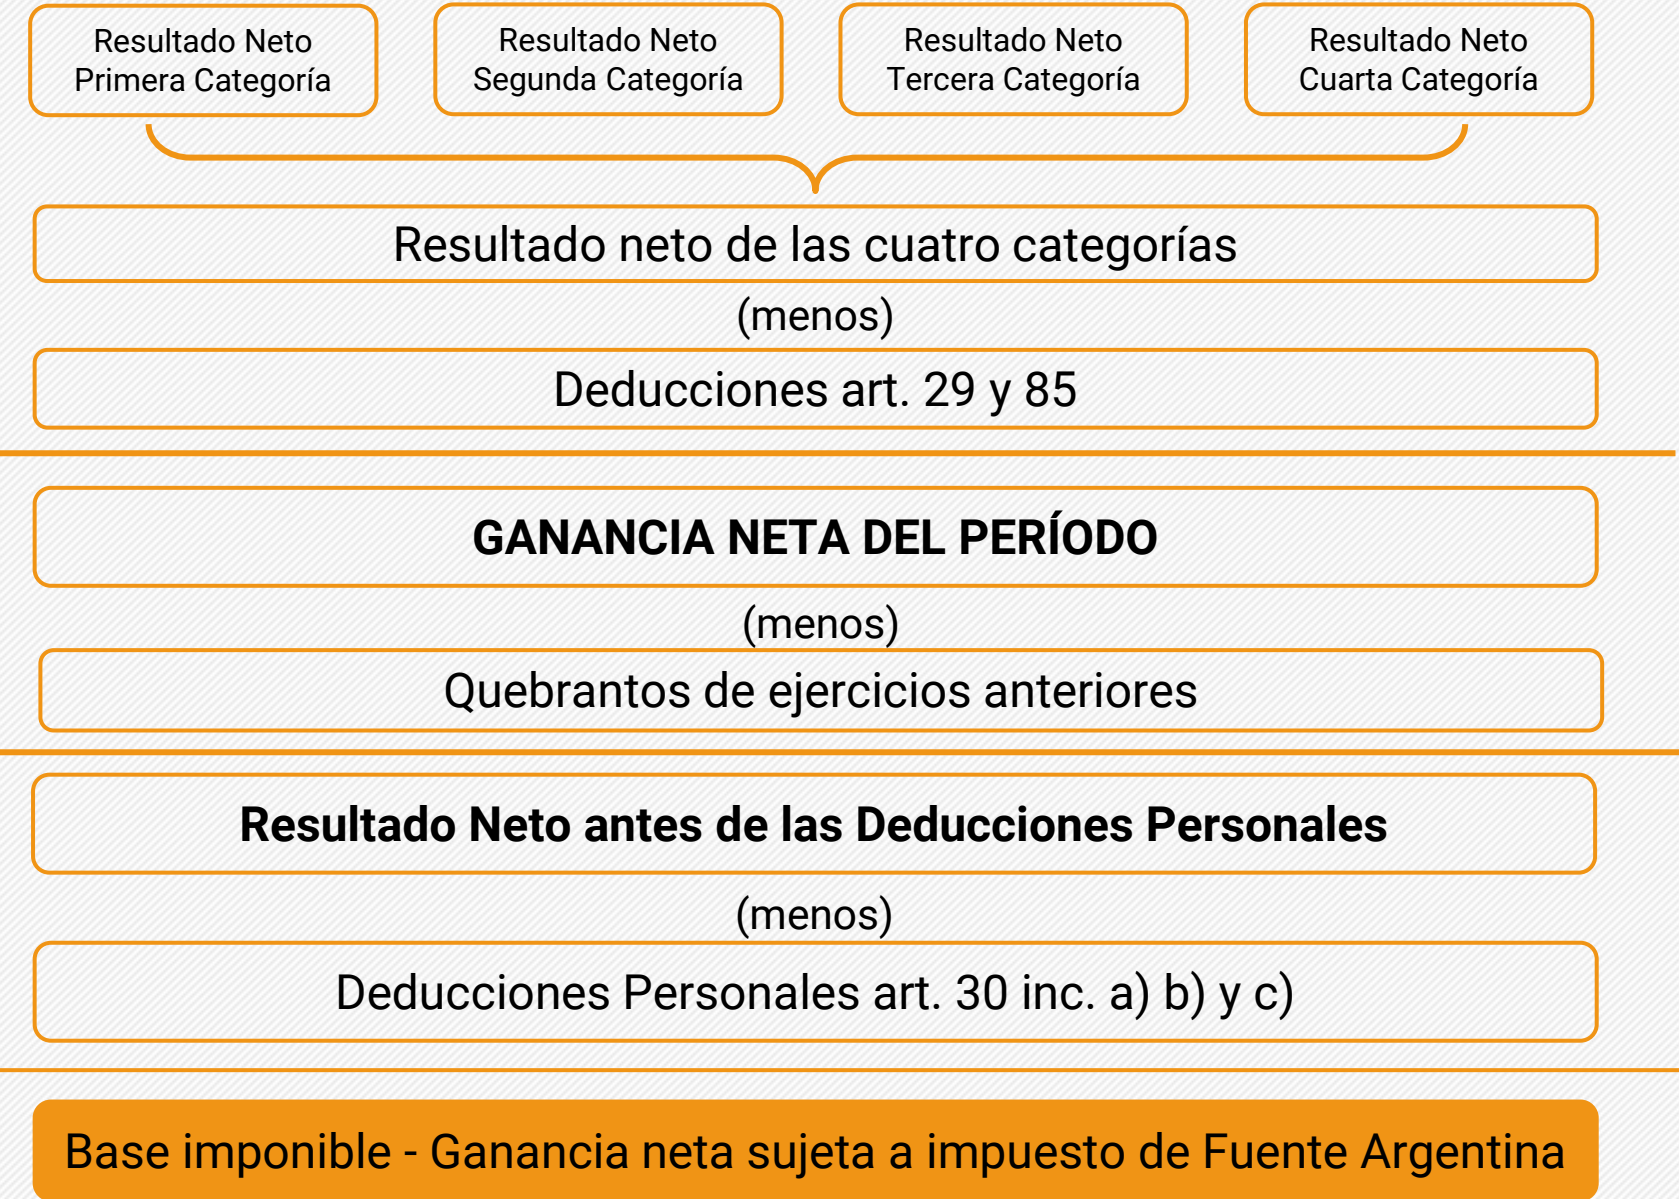 Resultado Neto
Primera Categoría
Resultado Neto
Segunda Categoría
Resultado Neto
Tercera Categoría
Resultado Neto
Cuarta Categoría
Resultado neto de las cuatro categorías
(menos)
Deducciones art. 29 y 85
GANANCIA NETA DEL PERÍODO
(menos)
Quebrantos de ejercicios anteriores
Resultado Neto antes de las Deducciones Personales
(menos)
Deducciones Personales art. 30 inc. a) b) y c)
Base imponible - Ganancia neta sujeta a impuesto de Fuente Argentina